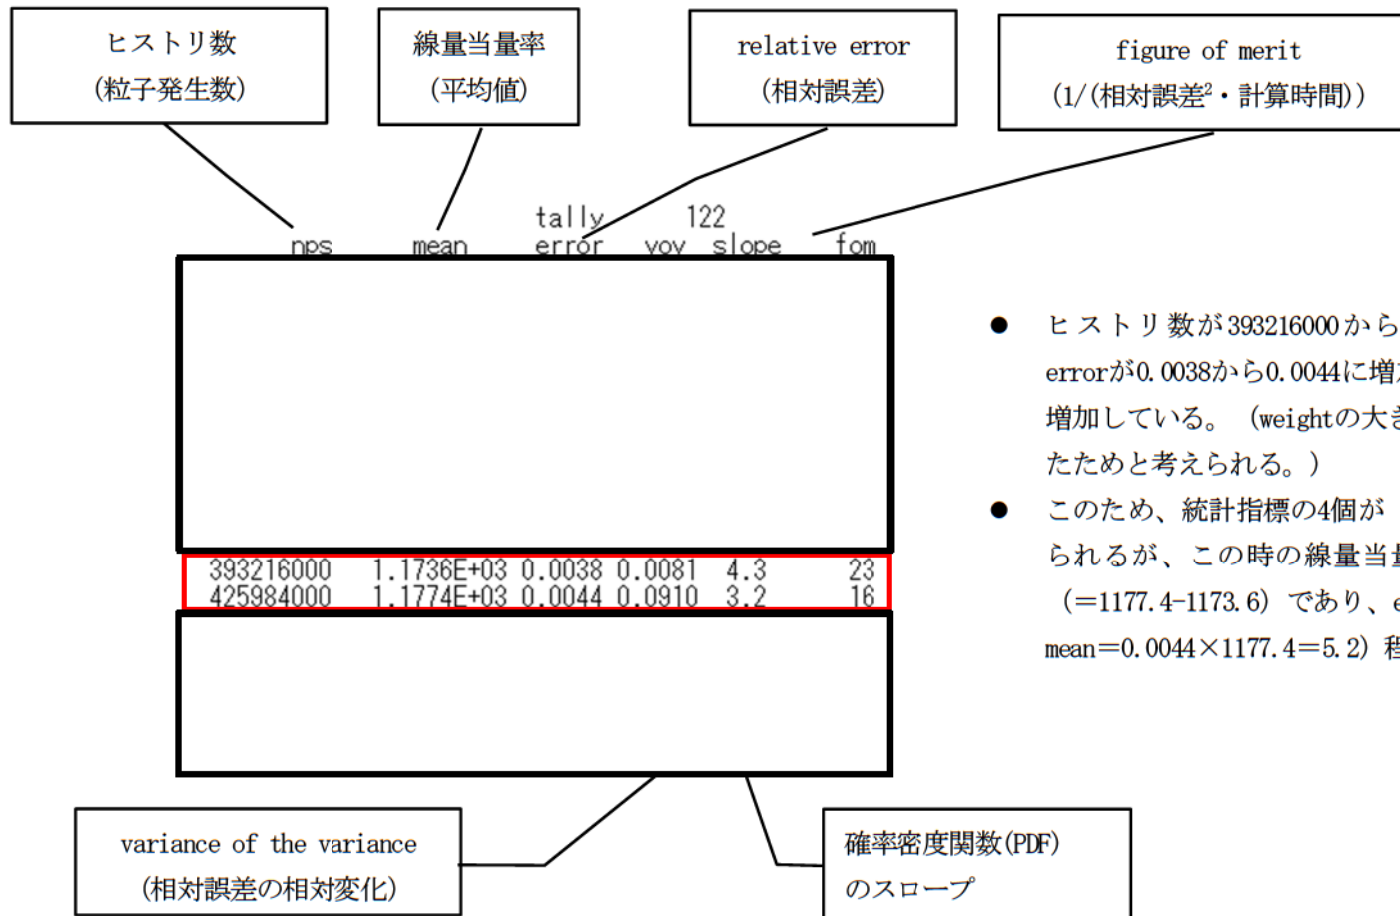 ヒストリ数
(粒子発生数)
線量当量率
(平均値)
relative error
(相対誤差)
figure of merit
(1/(相対誤差²・計算時間))
tally 122
nps mean error vov slope fom
393216000 1.1736E+03 0.0038 0.0081 4.3 23
425984000 1.1774E+03 0.0044 0.0910 3.2 16
● ヒストリ数が393216000から
errorが0.0038から0.0044に増
増加している。（weightの大き
たためと考えられる。）
● このため、統計指標の4個が
られるが、この時の線量当
（=1177.4-1173.6）であり、e
mean＝0.0044×1177.4＝5.2）程
variance of the variance
(相対誤差の相対変化)
確率密度関数(PDF)
のスロープ